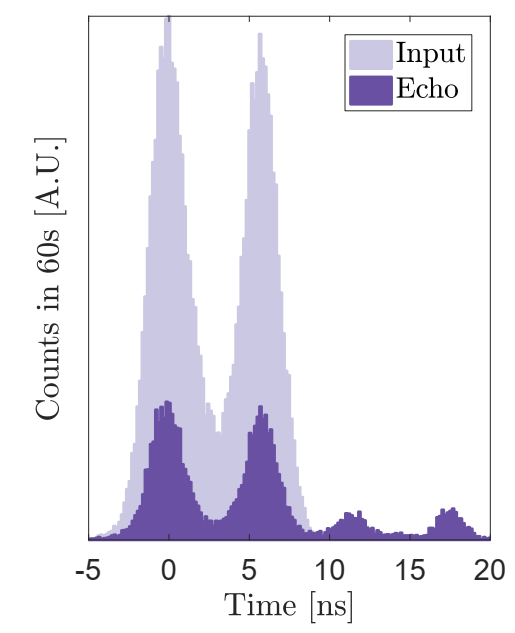 Input
Echo
Counts in 60s [A.U.]
-5 0 5 10 15 20
Time [ns]